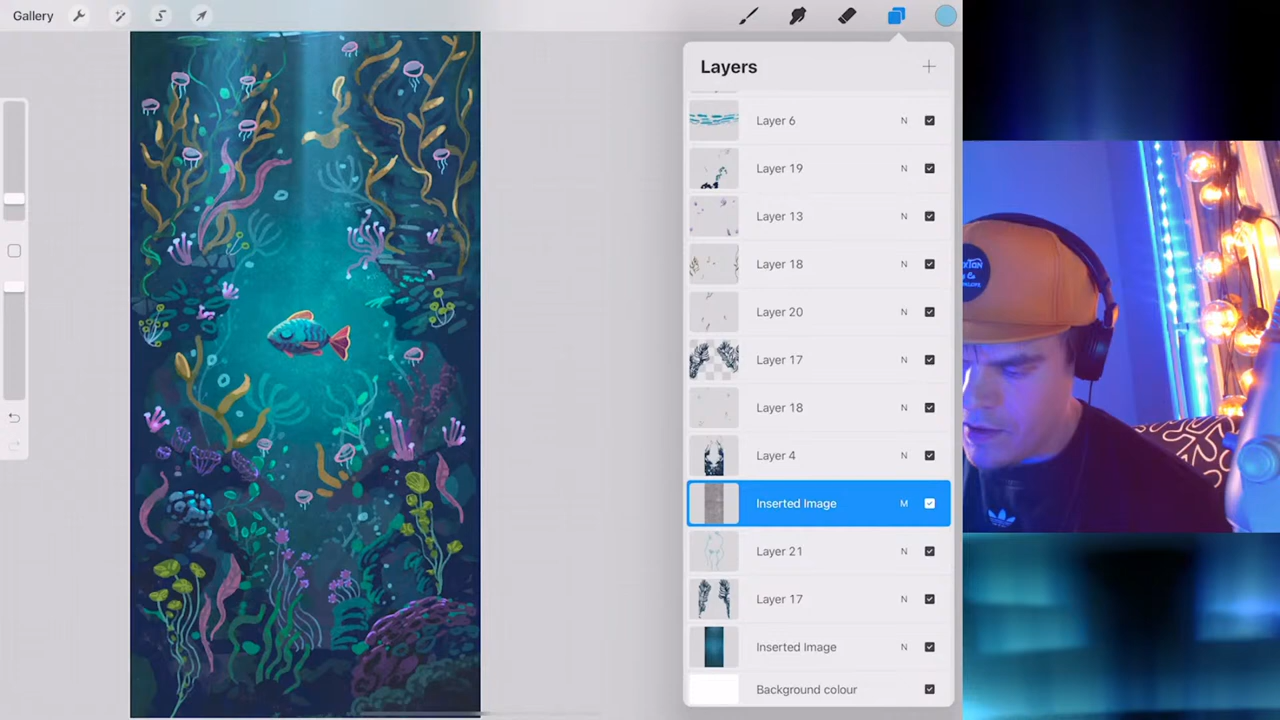 Gallery
Layers
Layer 6 N
Layer 19 N
Layer 13 N
Layer 18 N
Layer 20 N
Layer 17 N
Layer 18 N
Layer 4 N
Inserted Image M
Layer 21 N
Layer 17 N
Inserted Image N
Background colour